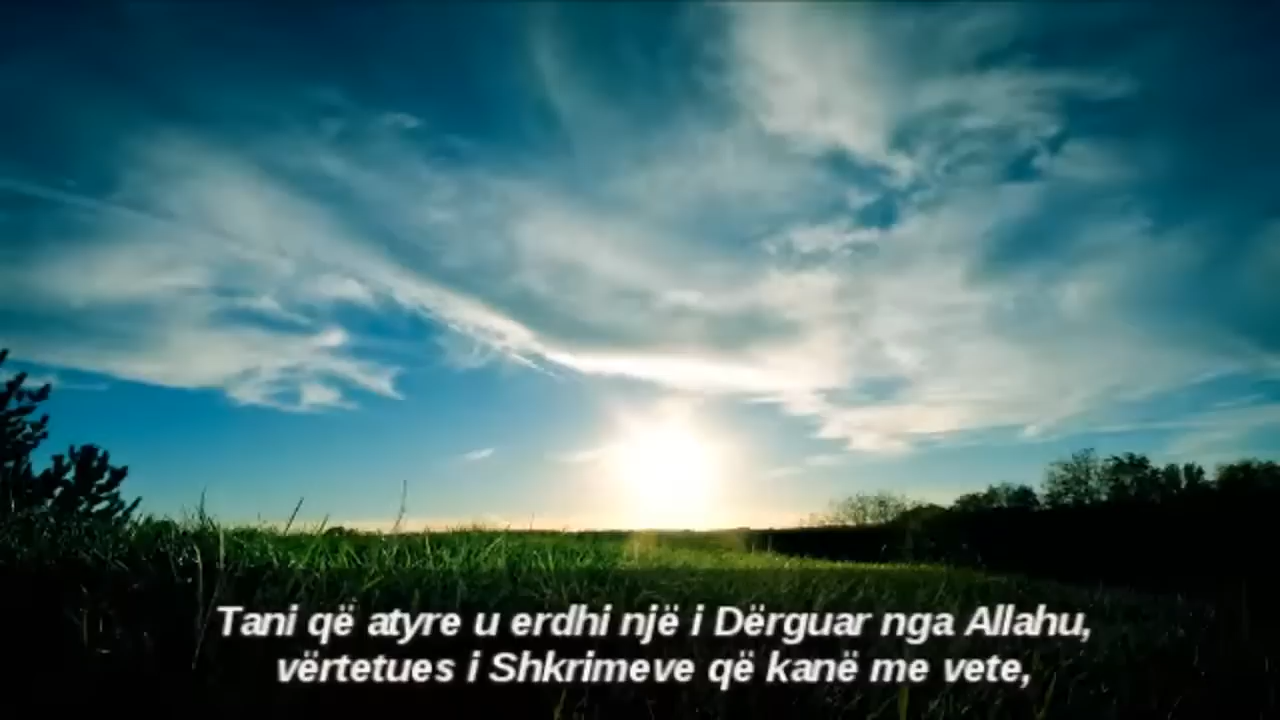 Tani që atyre u erdhi një i Dërguar nga Allahu,
vërtetues i Shkrimeve që kanë me vete,